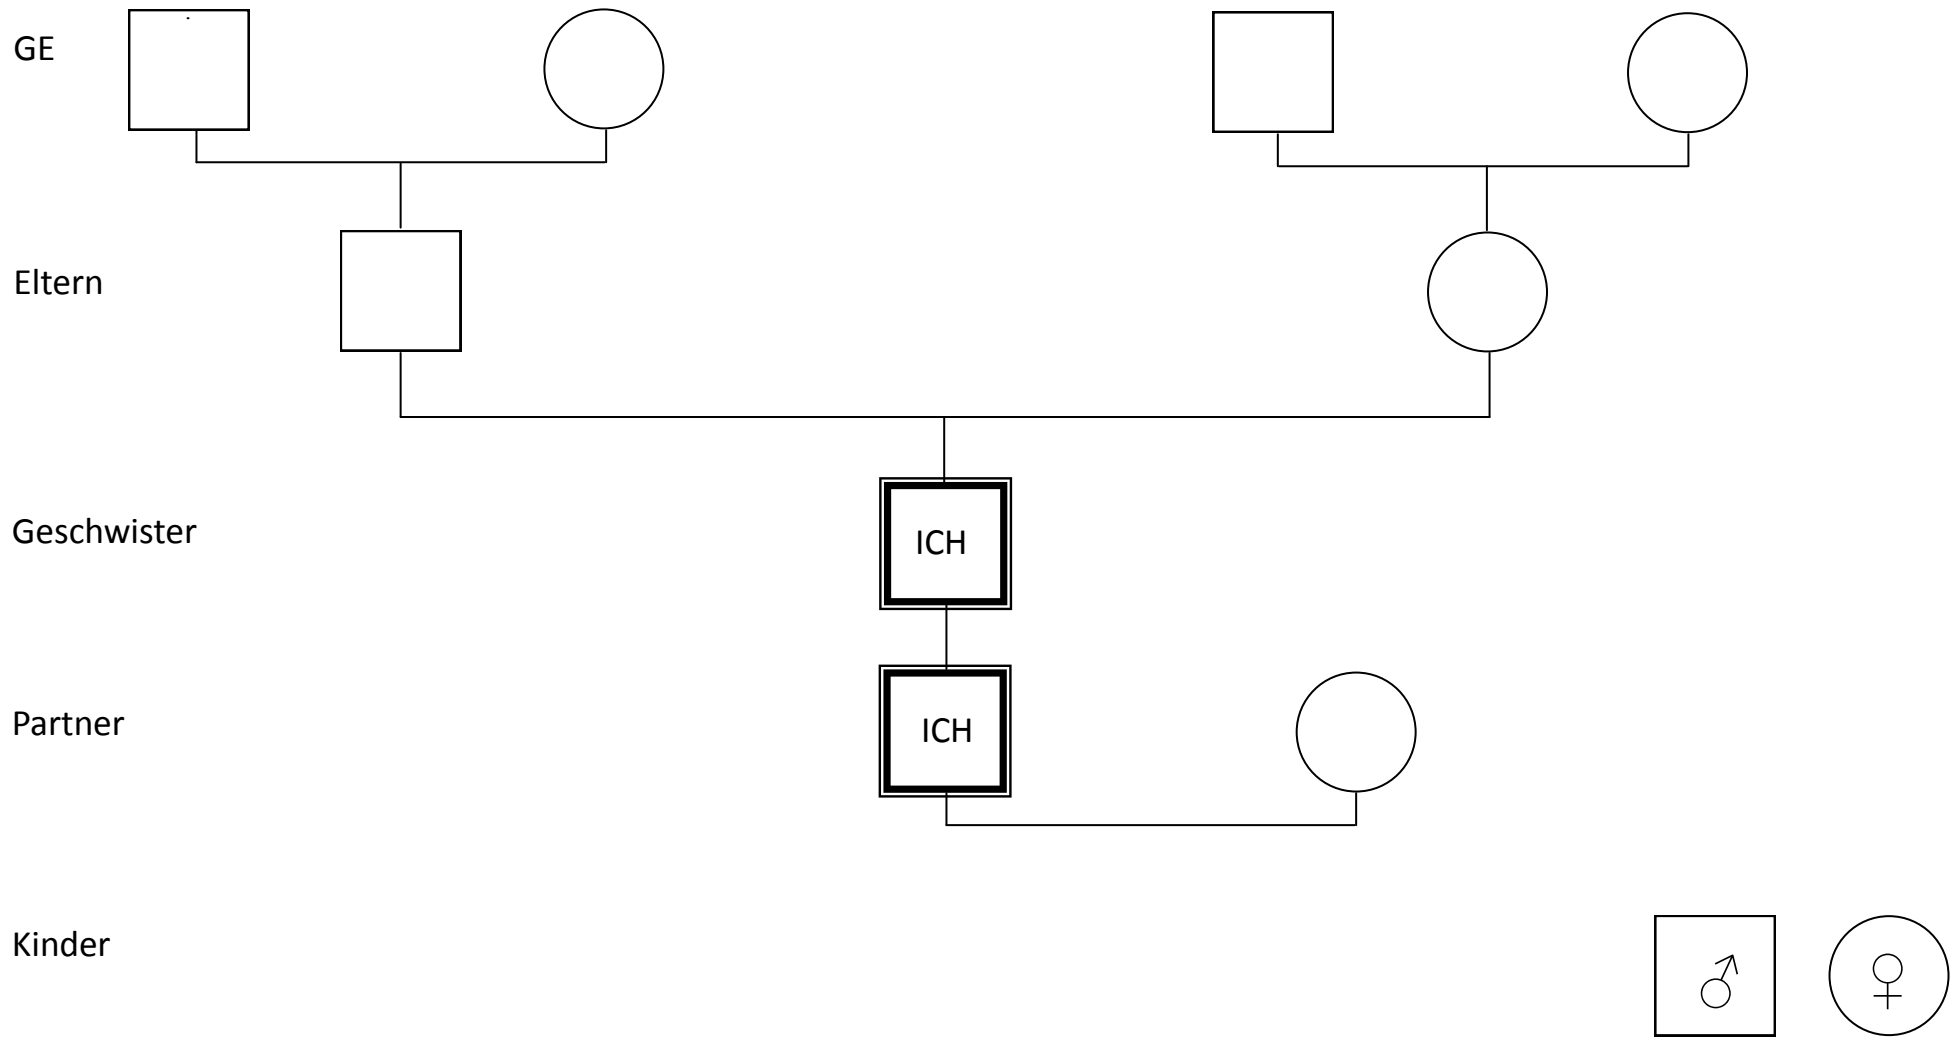 GE
Eltern
Geschwister
ICH
Partner
ICH
Kinder
♂ ♀